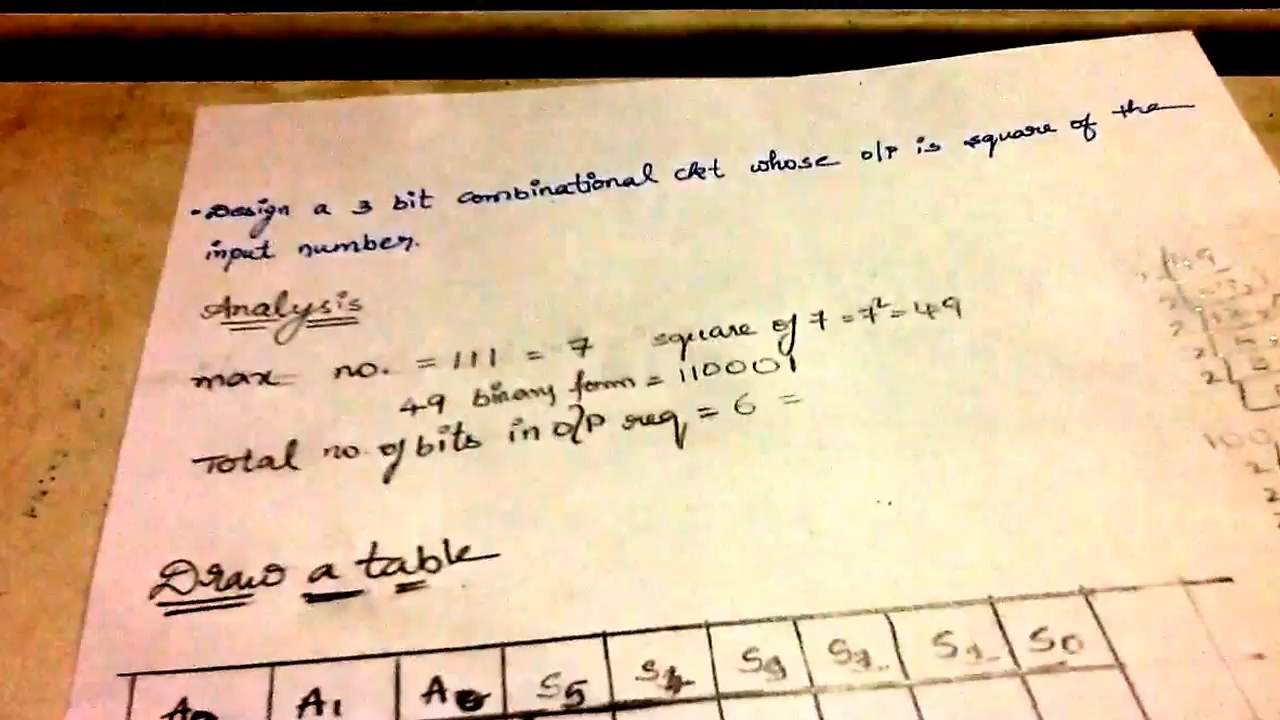 • Design a 3 bit combinational ckt whose o/p is square of the
input number.
Analysis
max no. = 111 = 7 square of 7 = 7² = 49
49 binary form = 110001
Total no. of bits in O/P req = 6 =
Draw a table
A₁ A₀ S5 S4 S3 S2 S1 S0